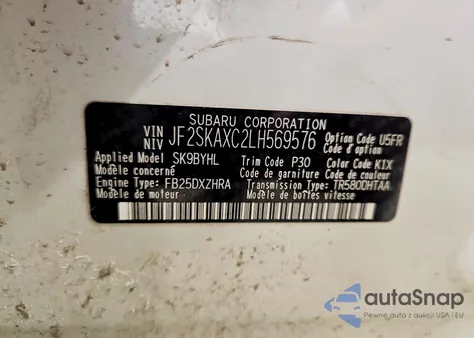 SUBARU CORPORATION
VIN NIV JF2SKAXC2LH569576 Option Code U5FR
Code d'option
Applied Model SK9BYHL Trim Code P30 Color Code K1X
Modèle concerné Code de garniture Code de couleur
Engine Type: FB25DXZHRA Transmission Type: TR580DHTAA
Modèle de moteur Modèle de boîtes vitesse
autaSnap
Pewne auta z aukcji USA i EU